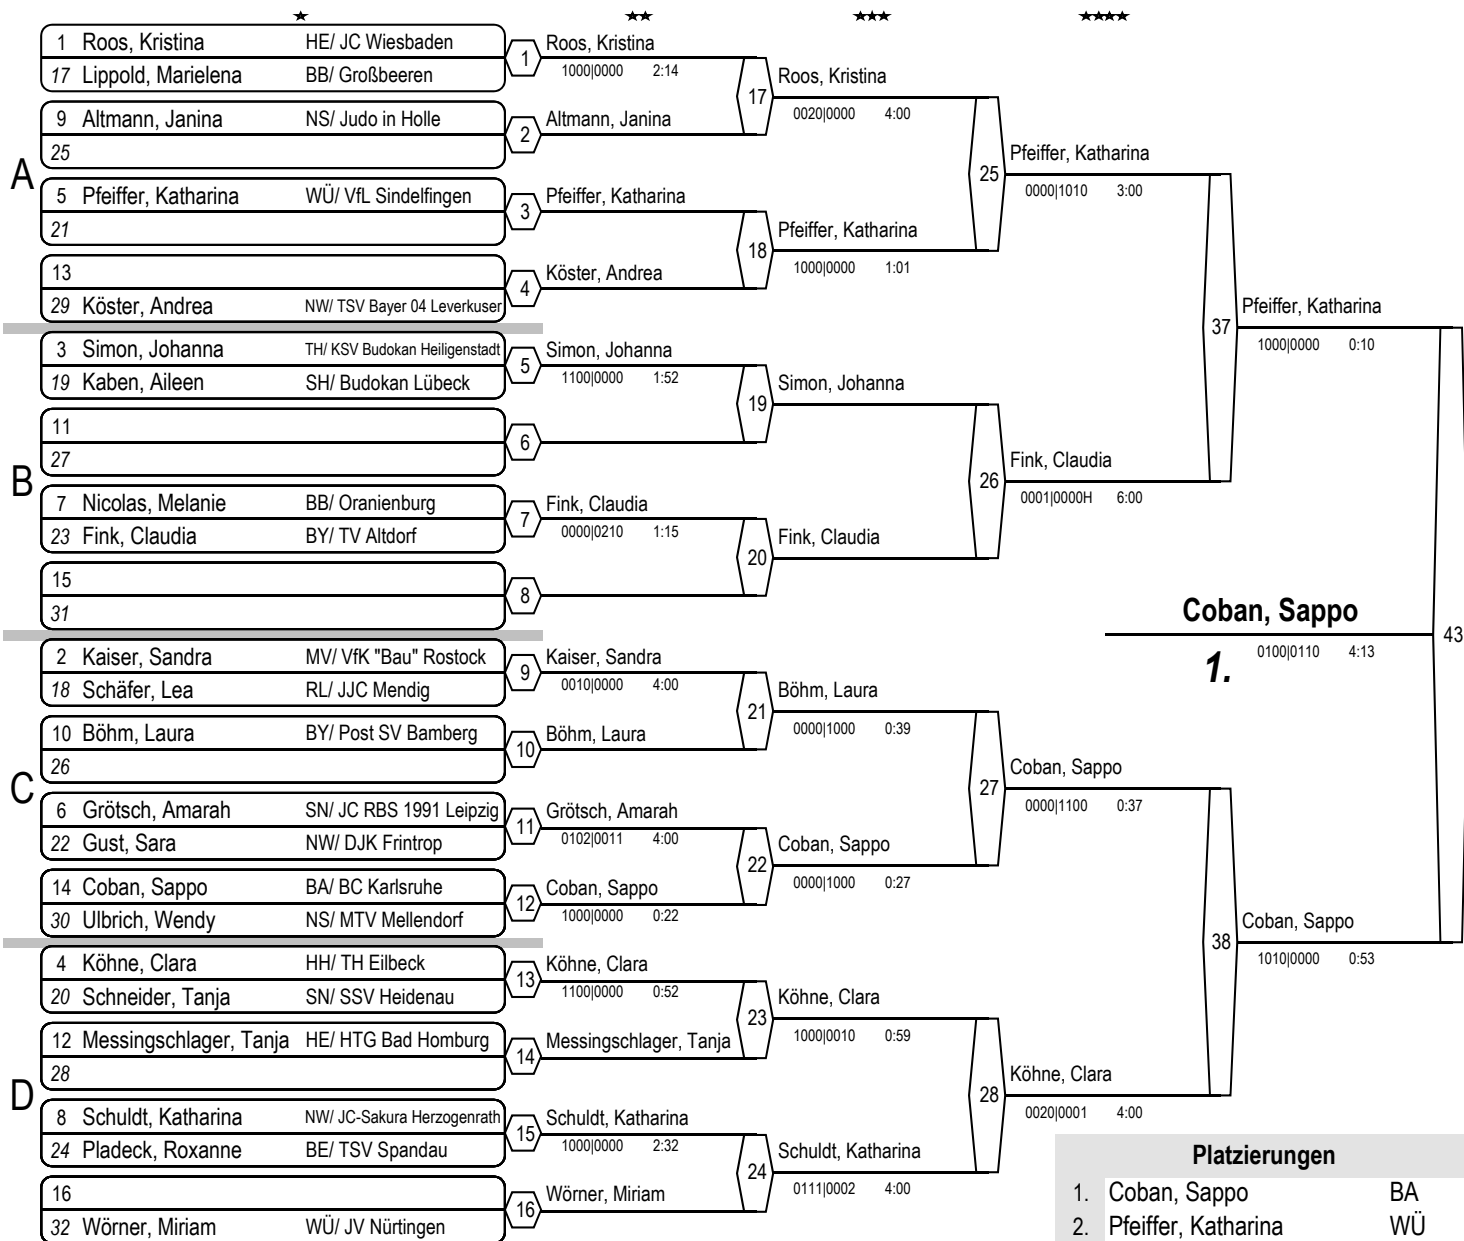 ★ ★★ ★★★ ★★★★
A
1 Roos, Kristina HE/ JC Wiesbaden
17 Lippold, Marielena BB/ Großbeeren
9 Altmann, Janina NS/ Judo in Holle
25
5 Pfeiffer, Katharina WÜ/ VfL Sindelfingen
21
13
29 Köster, Andrea NW/ TSV Bayer 04 Leverkuser
B
3 Simon, Johanna TH/ KSV Budokan Heiligenstadt
19 Kaben, Aileen SH/ Budokan Lübeck
11
27
7 Nicolas, Melanie BB/ Oranienburg
23 Fink, Claudia BY/ TV Altdorf
15
31
C
2 Kaiser, Sandra MV/ VfK "Bau" Rostock
18 Schäfer, Lea RL/ JJC Mendig
10 Böhm, Laura BY/ Post SV Bamberg
26
6 Grötsch, Amarah SN/ JC RBS 1991 Leipzig
22 Gust, Sara NW/ DJK Frintrop
14 Coban, Sappo BA/ BC Karlsruhe
30 Ulbrich, Wendy NS/ MTV Mellendorf
D
4 Köhne, Clara HH/ TH Eilbeck
20 Schneider, Tanja SN/ SSV Heidenau
12 Messingschlager, Tanja HE/ HTG Bad Homburg
28
8 Schuldt, Katharina NW/ JC-Sakura Herzogenrath
24 Pladeck, Roxanne BE/ TSV Spandau
16
32 Wörner, Miriam WÜ/ JV Nürtingen
1 Roos, Kristina
1000|0000 2:14
2 Altmann, Janina
3 Pfeiffer, Katharina
4 Köster, Andrea
5 Simon, Johanna
1100|0000 1:52
6
7 Fink, Claudia
0000|0210 1:15
8
9 Kaiser, Sandra
0010|0000 4:00
10 Böhm, Laura
11 Grötsch, Amarah
0102|0011 4:00
12 Coban, Sappo
1000|0000 0:22
13 Köhne, Clara
1100|0000 0:52
14 Messingschlager, Tanja
15 Schuldt, Katharina
1000|0000 2:32
16 Wörner, Miriam
17 Roos, Kristina
0020|0000 4:00
18 Pfeiffer, Katharina
1000|0000 1:01
19 Simon, Johanna
20 Fink, Claudia
21 Böhm, Laura
0000|1000 0:39
22 Coban, Sappo
0000|1000 0:27
23 Köhne, Clara
1000|0010 0:59
24 Schuldt, Katharina
0111|0002 4:00
25 Pfeiffer, Katharina
0000|1010 3:00
26 Fink, Claudia
0001|0000H 6:00
27 Coban, Sappo
0000|1100 0:37
28 Köhne, Clara
0020|0001 4:00
37 Pfeiffer, Katharina
1000|0000 0:10
38 Coban, Sappo
1010|0000 0:53
43
Coban, Sappo
1. 0100|0110 4:13
Platzierungen
1. Coban, Sappo BA
2. Pfeiffer, Katharina WÜ